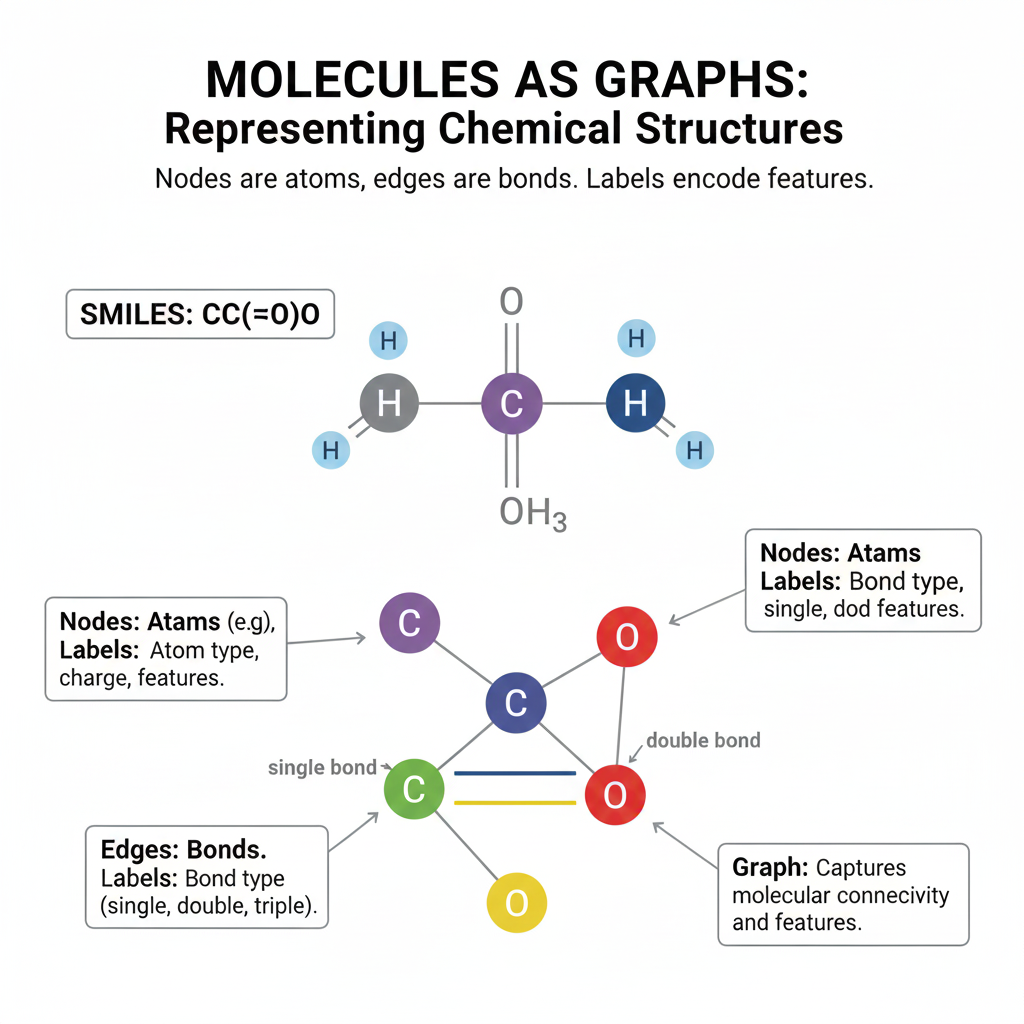 MOLECULES AS GRAPHS:
Representing Chemical Structures
Nodes are atoms, edges are bonds. Labels encode features.
SMILES: CC(=O)O
O
H
H
H
C
H
H
H
OH₃
Nodes: Atams
Labels: Bond type,
single, dod features.
Nodes: Atams (e.g),
Labels: Atom type,
charge, features.
C
O
C
double bond
single bond
C
O
Edges: Bonds.
Labels: Bond type
(single, double, triple).
Graph: Captures
molecular connecivity
and features.
O